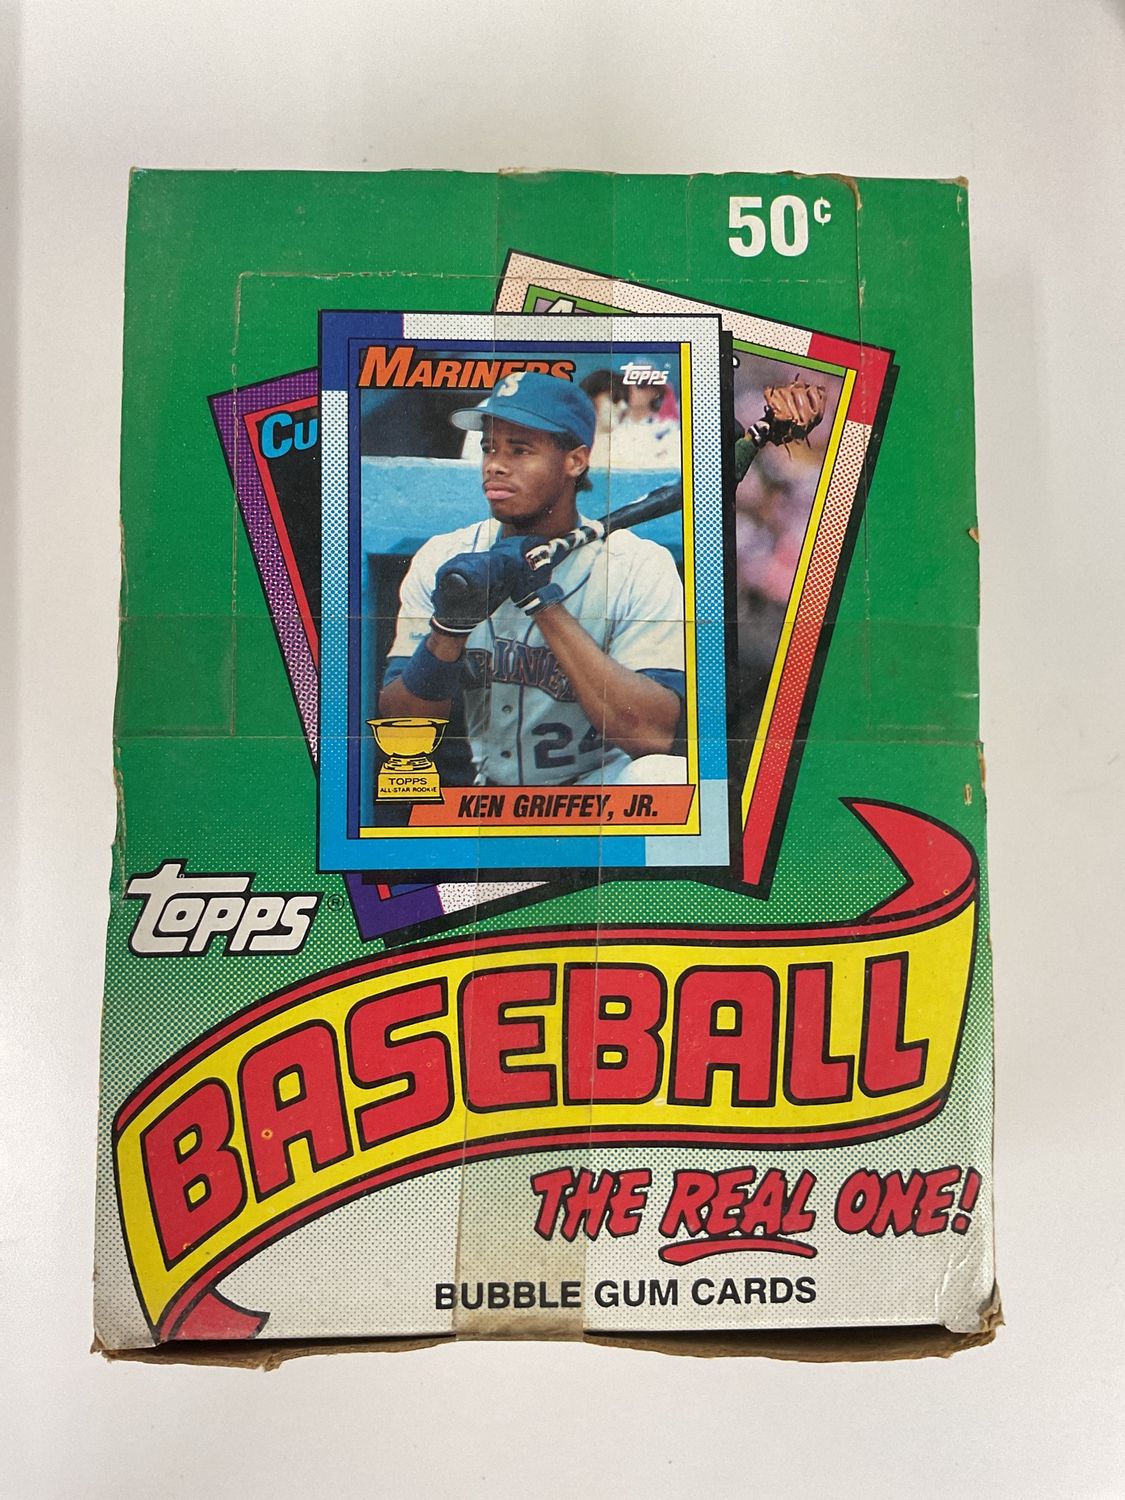 50¢
A
MARINERS
S
topps®
CU
24
TOPPS
ALL-STAR ROOKIE
KEN GRIFFEY, JR.
topps®
BASEBALL
THE REAL ONE!
BUBBLE GUM CARDS